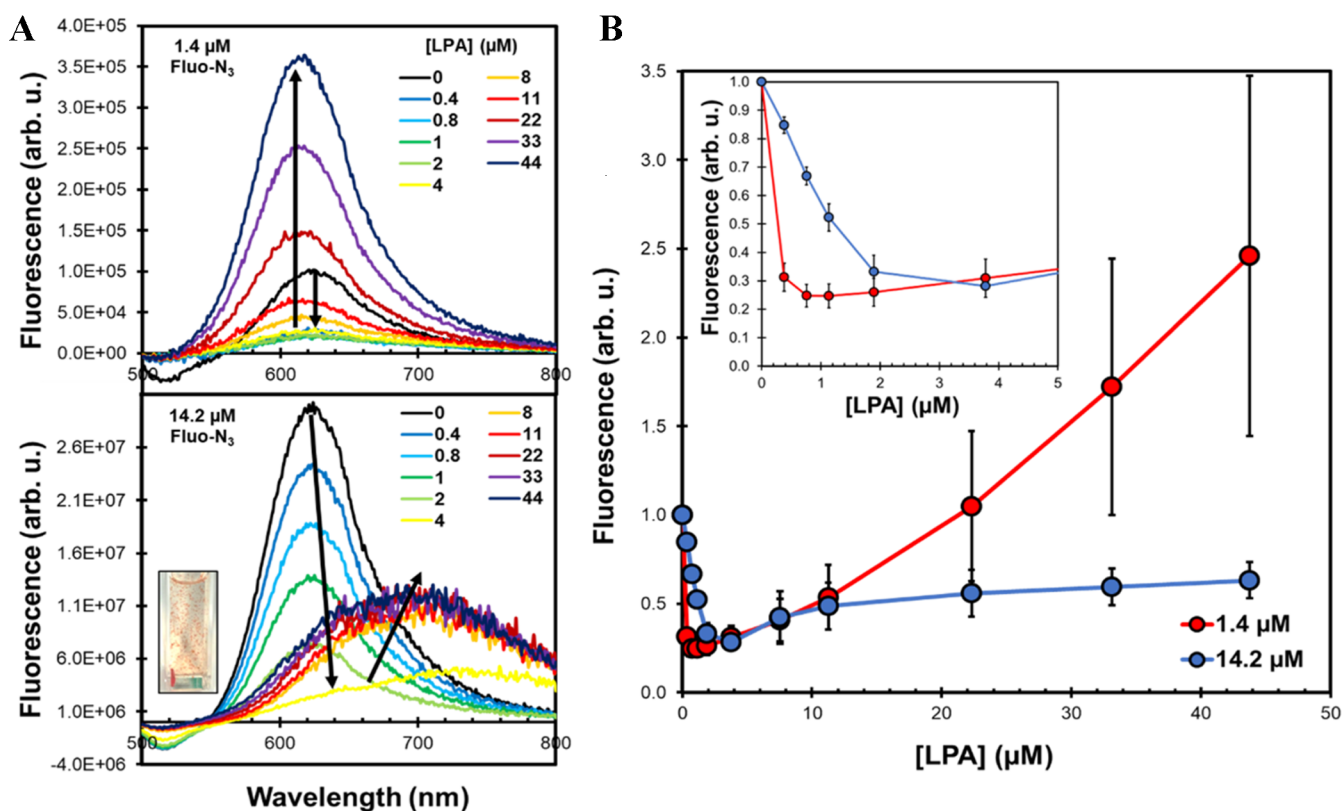 A
4.0E+05
3.5E+05
3.0E+05
2.5E+05
2.0E+05
1.5E+05
1.0E+05
5.0E+04
0.0E+00
Fluorescence (arb. u.)
1.4 µM
Fluo-N3
[LPA] (µM)
0 8
0.4 11
0.8 22
1 33
2 44
4
500 600 700 800
2.6E+07
2.1E+07
1.6E+07
1.1E+07
6.0E+06
1.0E+06
-4.0E+06
Fluorescence (arb. u.)
14.2 µM
Fluo-N3
0 8
0.4 11
0.8 22
1 33
2 44
4
500 600 700 800
Wavelength (nm)
B
3.5
3.0
2.5
2.0
1.5
1.0
0.5
0.0
Fluorescence (arb. u.)
1.0
0.9
0.8
0.7
0.6
0.5
0.4
0.3
0.2
0.1
0.0
Fluorescence (arb. u.)
0 1 2 3 4 5
[LPA] (µM)
1.4 µM
14.2 µM
0 10 20 30 40 50
[LPA] (µM)